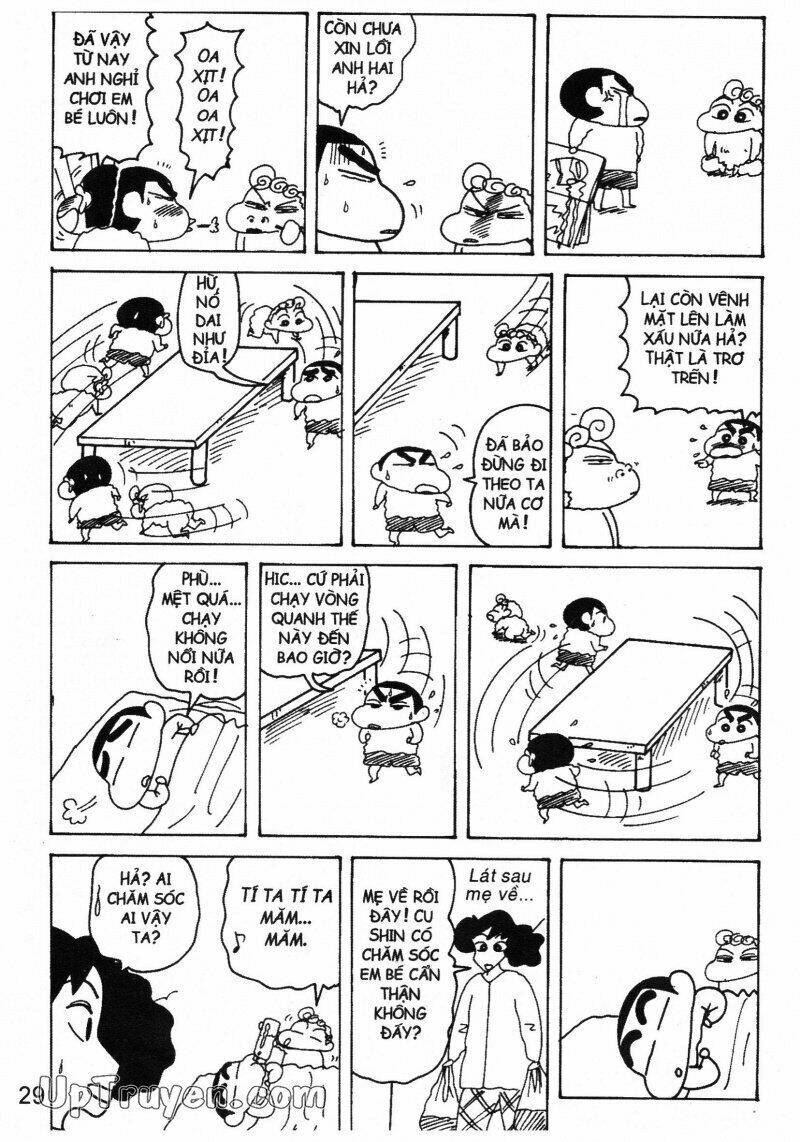 CÒN CHƯA
XIN LỖI
ANH HAI
HẢ?
OA
XỊT!
OA
OA
XỊT!
ĐÃ VẬY
TỪ NAY
ANH NGHỈ
CHƠI EM
BÉ LUÔN!
LẠI CÒN VÊNH
MẶT LÊN LÀM
XẤU NỮA HẢ?
THẬT LÀ TRƠ
TRẼN!
ĐÃ BẢO
ĐỪNG ĐI
THEO TA
NỮA CƠ
MÀ!
HỪ,
NÓ
DAI
NHƯ
ĐỈA!
HIC... CỨ PHẢI
CHẠY VÒNG
QUANH THẾ
NÀY ĐẾN
BAO GIỜ?
PHÙ...
MỆT QUÁ...
CHẠY
KHÔNG
NỔI NỮA
RỒI!
Lát sau
mẹ về...
MẸ VỀ RỒI
ĐÂY! CU
SHIN CÓ
CHĂM SÓC
EM BÉ CẨN
THẬN
KHÔNG
ĐẤY?
TÍ TA TÍ TA
MĂM...
MĂM.
HẢ? AI
CHĂM SÓC
AI VẬY
TA?
29
UpTruyen.com